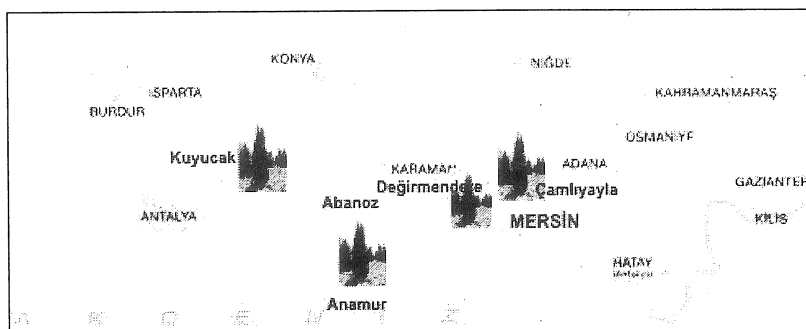 KONYA
NİĞDE
ISPARTA
KAHRAMANMARAŞ
BURDUR
OSMANİYE
Kuyucak
KARAMAN
ADANA
Değirmendere
Çamlıyayla
GAZİANTEP
Abanoz
ANTALYA
MERSİN
KİLİS
HATAY
Anamur